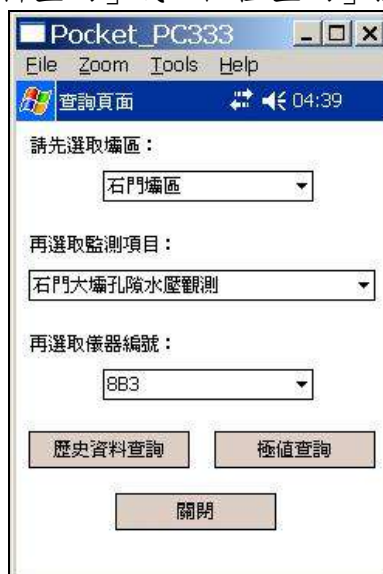 Pocket_PC333
File Zoom Tools Help
查詢頁面 04:39
請先選取壩區：
石門壩區
再選取監測項目：
石門大壩孔隙水壓觀測
再選取儀器編號：
8B3
歷史資料查詢 極值查詢
關閉